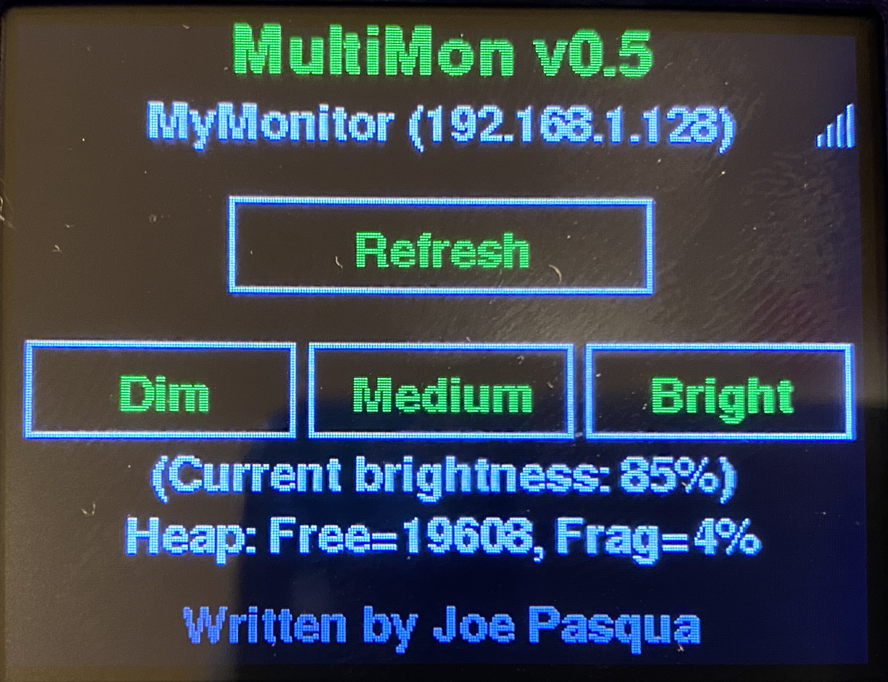 MultiMon v0.5
MyMonitor (192.168.1.128)
Refresh
Dim Medium Bright
(Current brightness: 85%)
Heap: Free=19608, Frag=4%
Written by Joe Pasqua